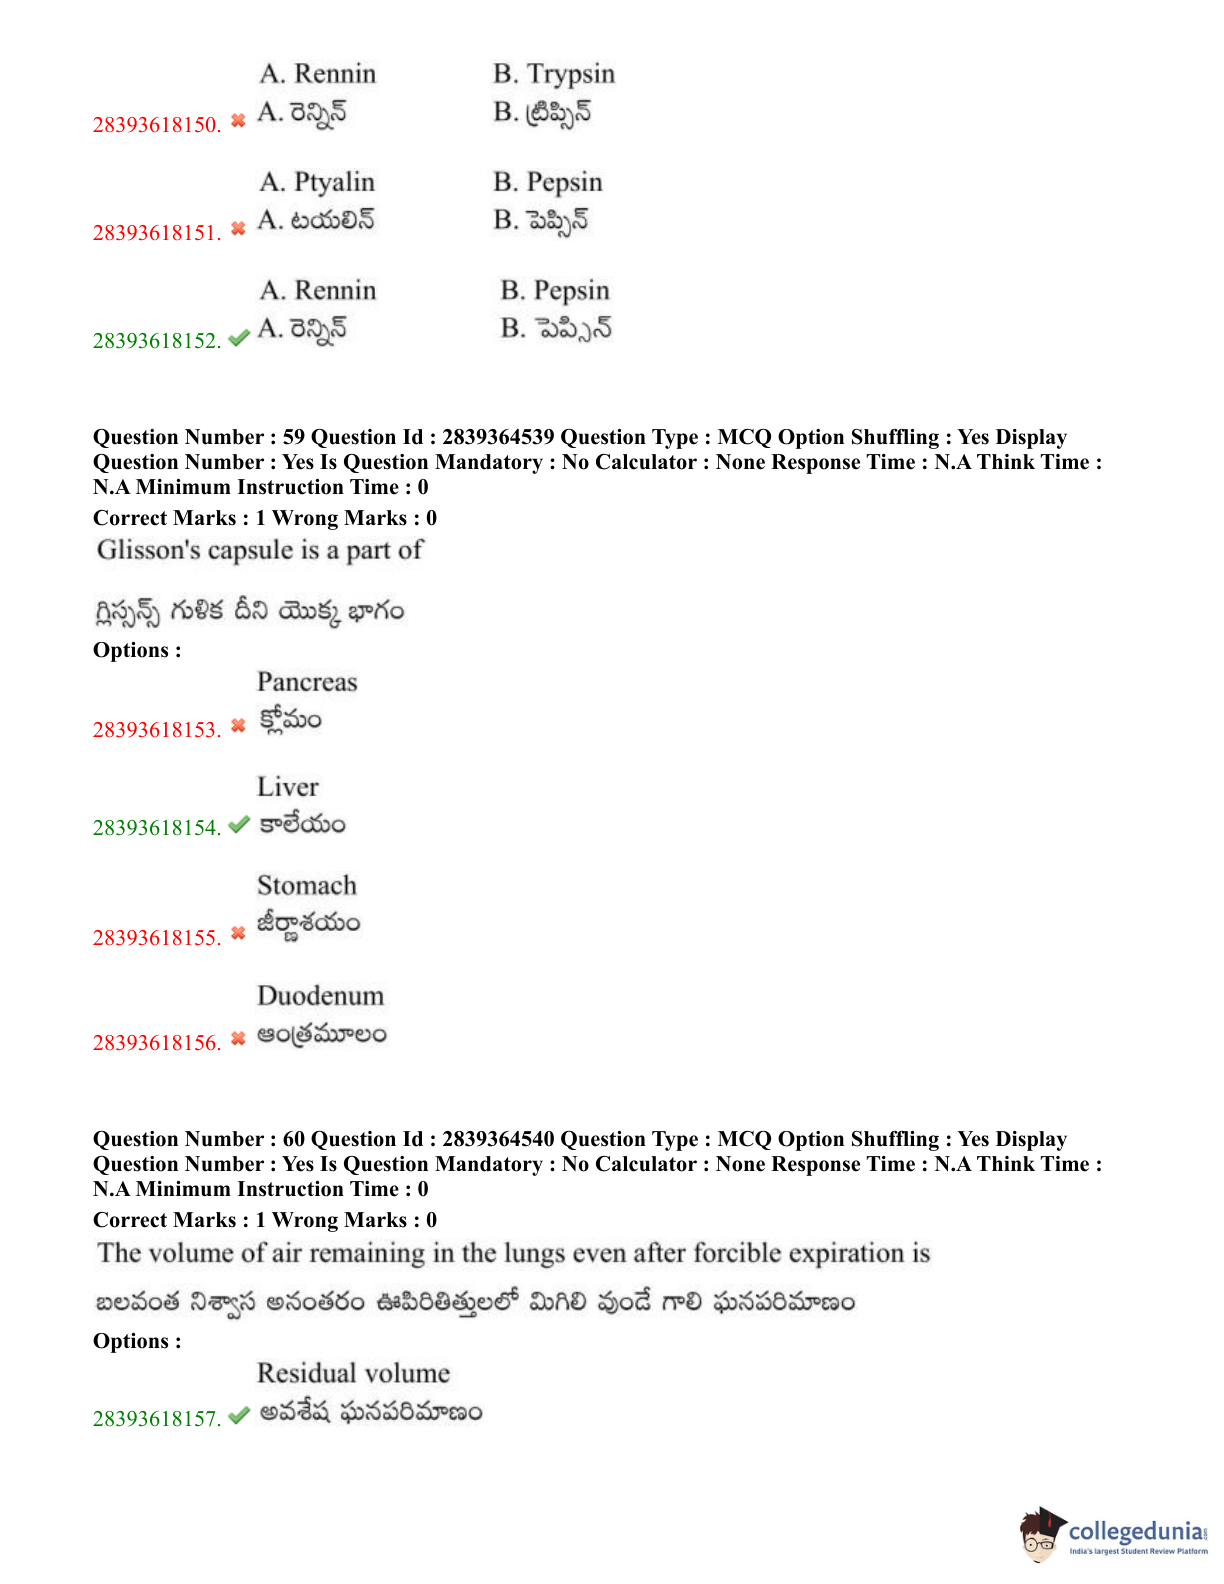 A. Rennin B. Trypsin
28393618150. A. రెన్నిన్ B. ట్రిప్సిన్
A. Ptyalin B. Pepsin
28393618151. A. టయలిన్ B. పెప్సిన్
A. Rennin B. Pepsin
28393618152. A. రెన్నిన్ B. పెప్సిన్
Question Number : 59 Question Id : 2839364539 Question Type : MCQ Option Shuffling : Yes Display
Question Number : Yes Is Question Mandatory : No Calculator : None Response Time : N.A Think Time :
N.A Minimum Instruction Time : 0
Correct Marks : 1 Wrong Marks : 0
Glisson's capsule is a part of
గ్లిస్సన్స్ గుళిక దీని యొక్క భాగం
Options :
Pancreas
28393618153. క్లోమం
Liver
28393618154. కాలేయం
Stomach
28393618155. జీర్ణాశయం
Duodenum
28393618156. ఆంత్రమూలం
Question Number : 60 Question Id : 2839364540 Question Type : MCQ Option Shuffling : Yes Display
Question Number : Yes Is Question Mandatory : No Calculator : None Response Time : N.A Think Time :
N.A Minimum Instruction Time : 0
Correct Marks : 1 Wrong Marks : 0
The volume of air remaining in the lungs even after forcible expiration is
బలవంత నిశ్వాస అనంతరం ఊపిరితిత్తులలో మిగిలి వుండే గాలి ఘనపరిమాణం
Options :
Residual volume
28393618157. అవశేష ఘనపరిమాణం
collegedunia
India's largest Student Review Platform